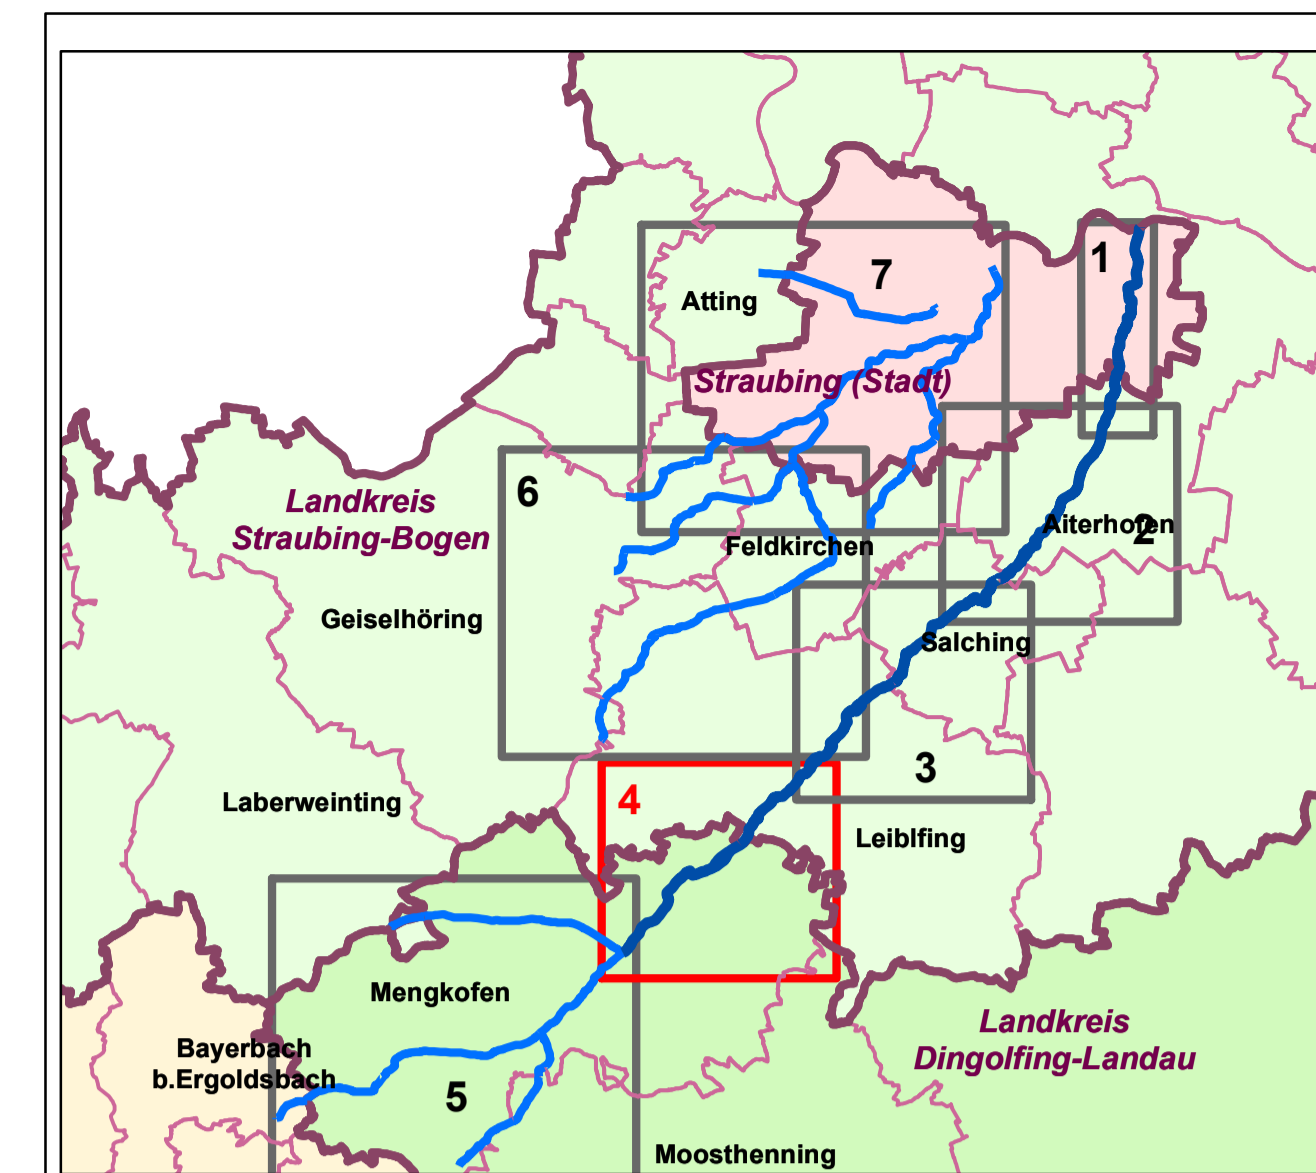 1
7
Atting
Straubing (Stadt)
6
Landkreis
Straubing-Bogen
Aiterhofen
2
Feldkirchen
Geiselhöring
Salching
3
4
Laberweinting
Leiblfing
Mengkofen
Landkreis
Dingolfing-Landau
Bayerbach
b.Ergoldsbach
5
Moosthenning